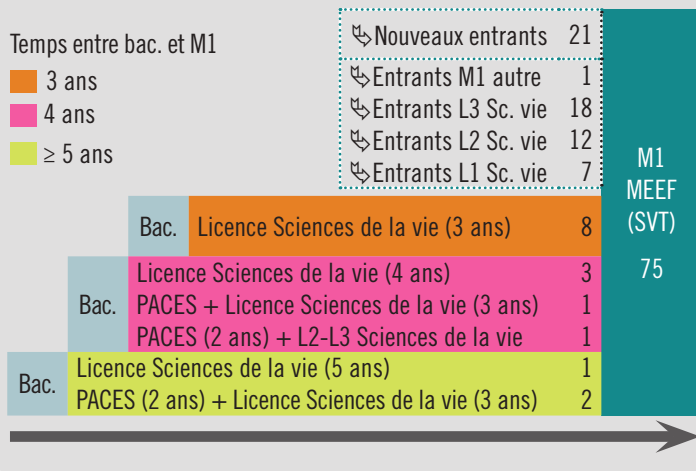 Temps entre bac. et M1
3 ans
4 ans
≥ 5 ans
Nouveaux entrants 21
Entrants M1 autre 1
Entrants L3 Sc. vie 18
Entrants L2 Sc. vie 12
Entrants L1 Sc. vie 7
Bac. Licence Sciences de la vie (3 ans) 8
Licence Sciences de la vie (4 ans) 3
Bac. PACES + Licence Sciences de la vie (3 ans) 1
PACES (2 ans) + L2-L3 Sciences de la vie 1
Bac. Licence Sciences de la vie (5 ans) 1
PACES (2 ans) + Licence Sciences de la vie (3 ans) 2
M1
MEEF
(SVT)
75